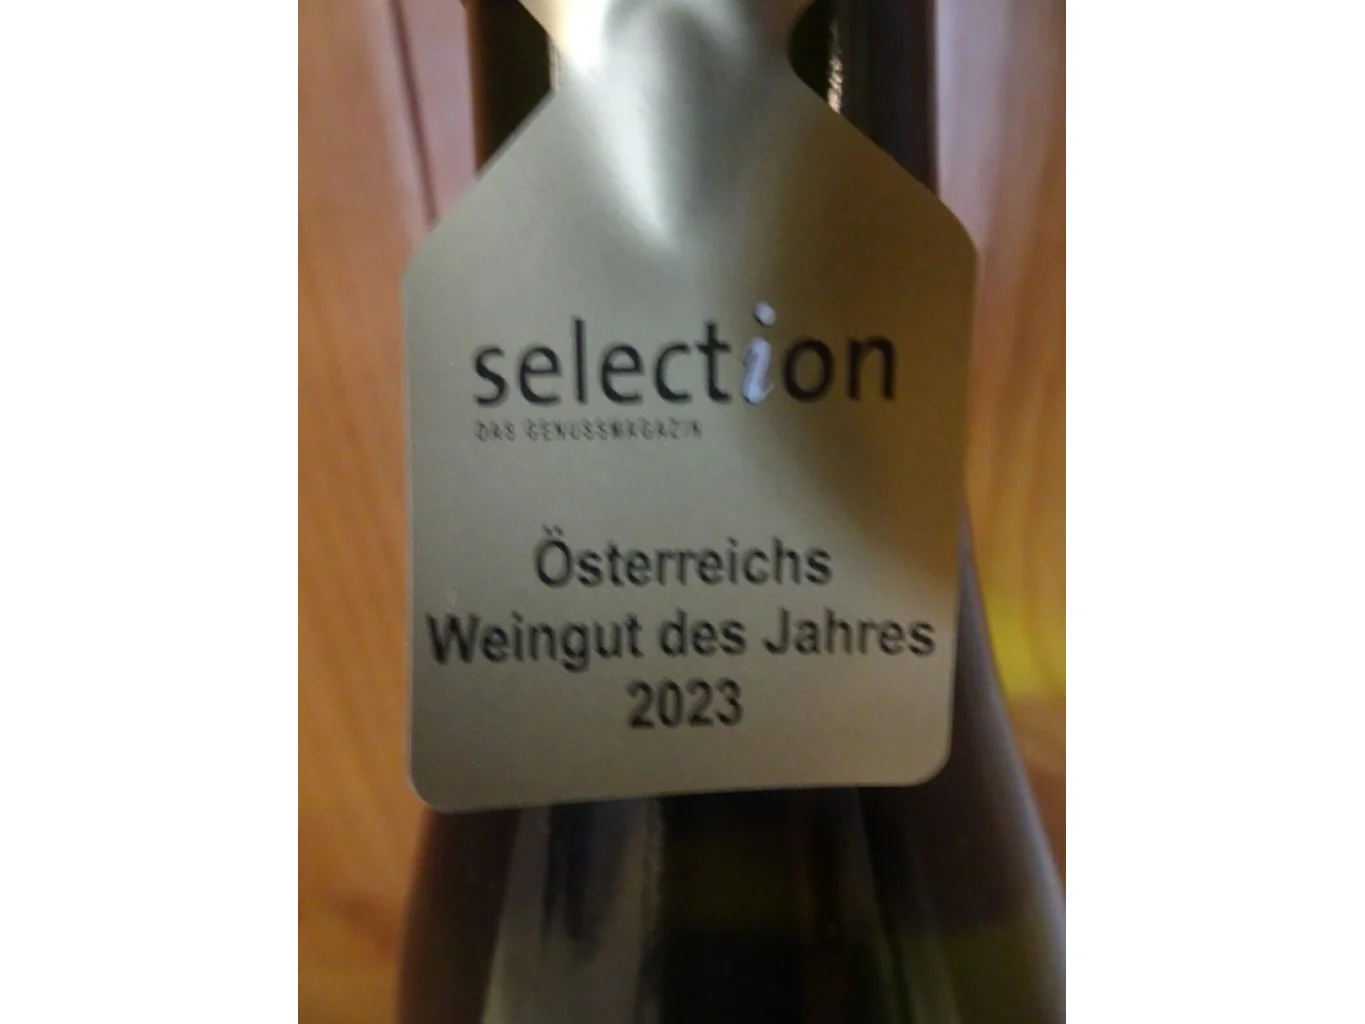 selection
DAS GENUSSMAGAZIN
Österreichs
Weingut des Jahres
2023